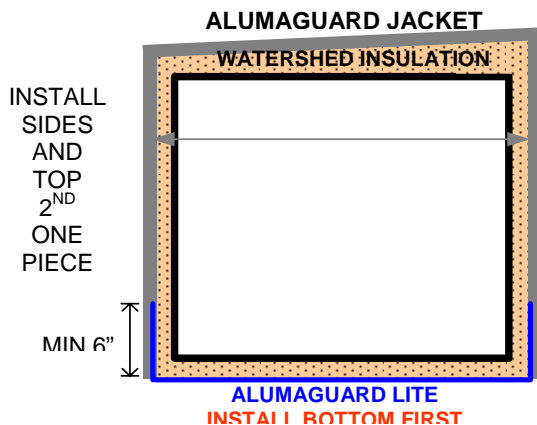 ALUMAGUARD JACKET
WATERSHED INSULATION
INSTALL
SIDES
AND
TOP
2ND
ONE
PIECE
MIN 6”
ALUMAGUARD LITE
INSTALL BOTTOM FIRST